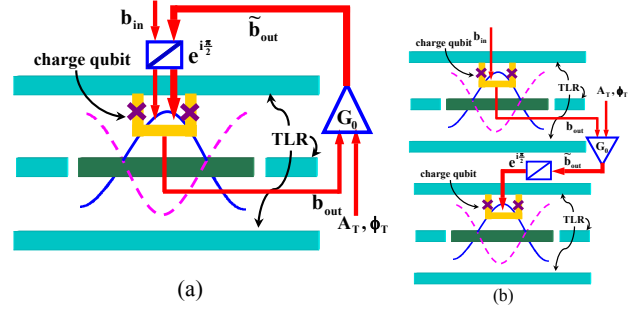 b_in
b̃_out
e^{iπ/2}
charge qubit
G_0
TLR
b_out
A_T, ϕ_T
(a)
b_in
charge qubit
TLR
A_T, ϕ_T
b_out
G_0
e^{iπ/2}
b̃_out
charge qubit
TLR
(b)